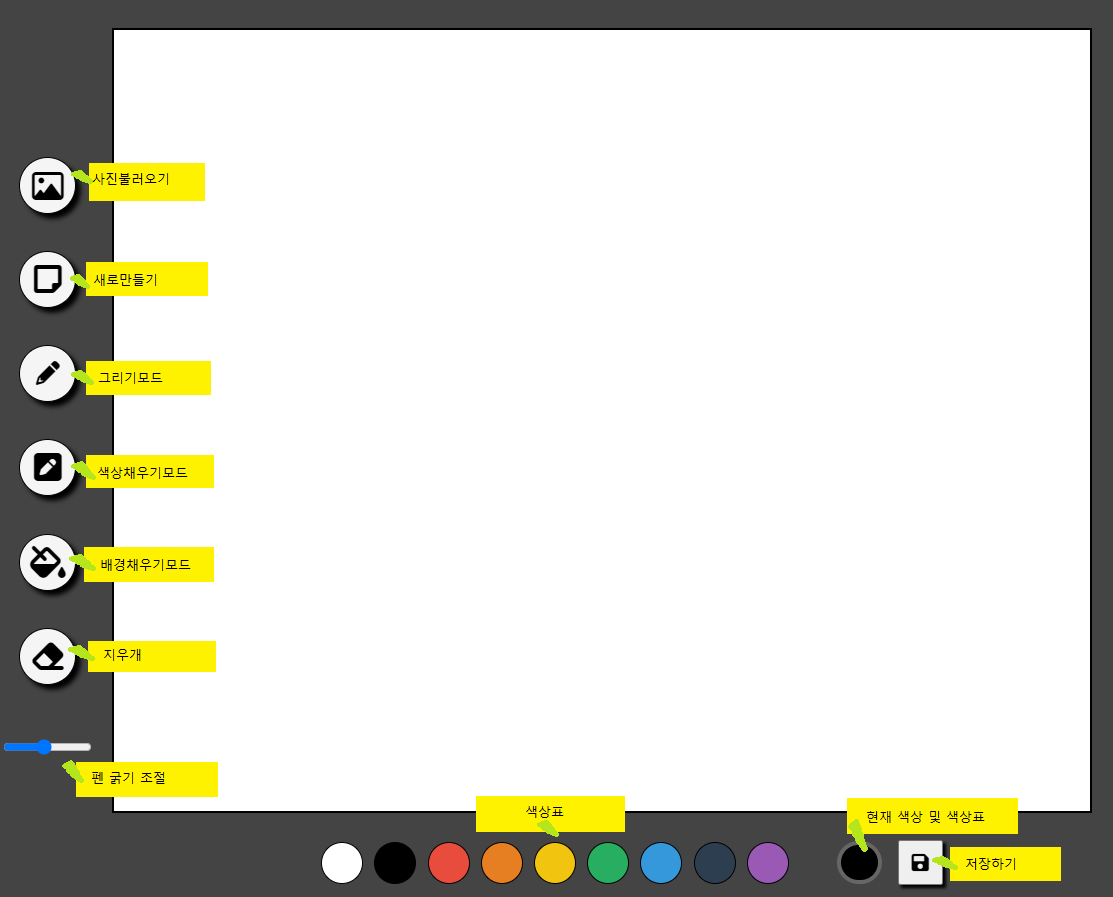 사진불러오기
새로만들기
그리기모드
색상채우기모드
배경채우기모드
지우개
펜 굵기 조절
색상표
현재 색상 및 색상표
저장하기